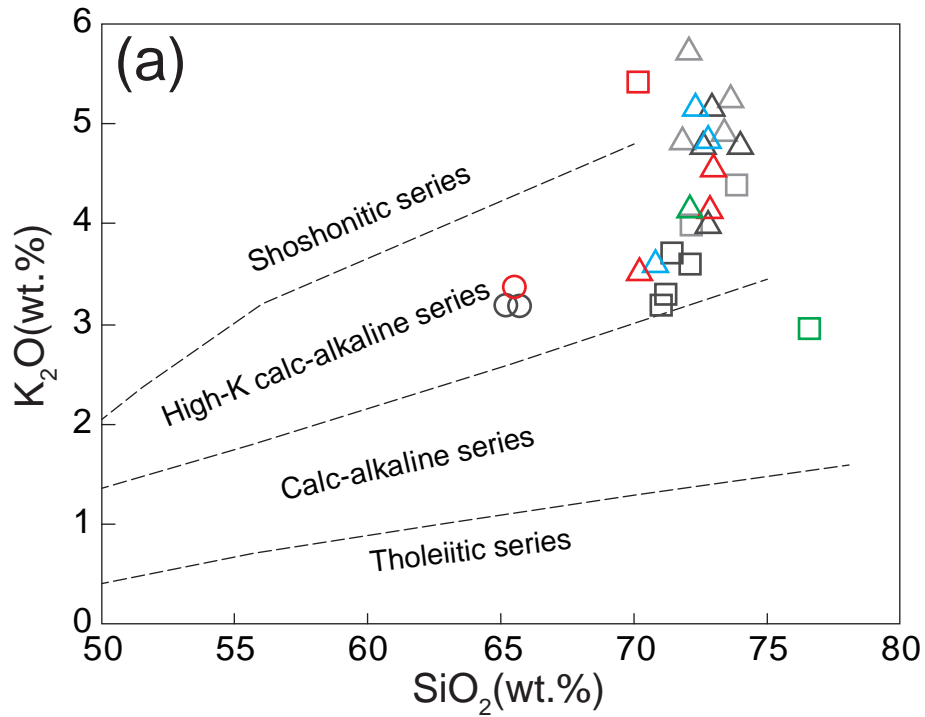 (a)
6
5
4
3
2
1
0
K₂O(wt.%)
Shoshonitic series
High-K calc-alkaline series
Calc-alkaline series
Tholeiitic series
50 55 60 65 70 75 80
SiO₂(wt.%)